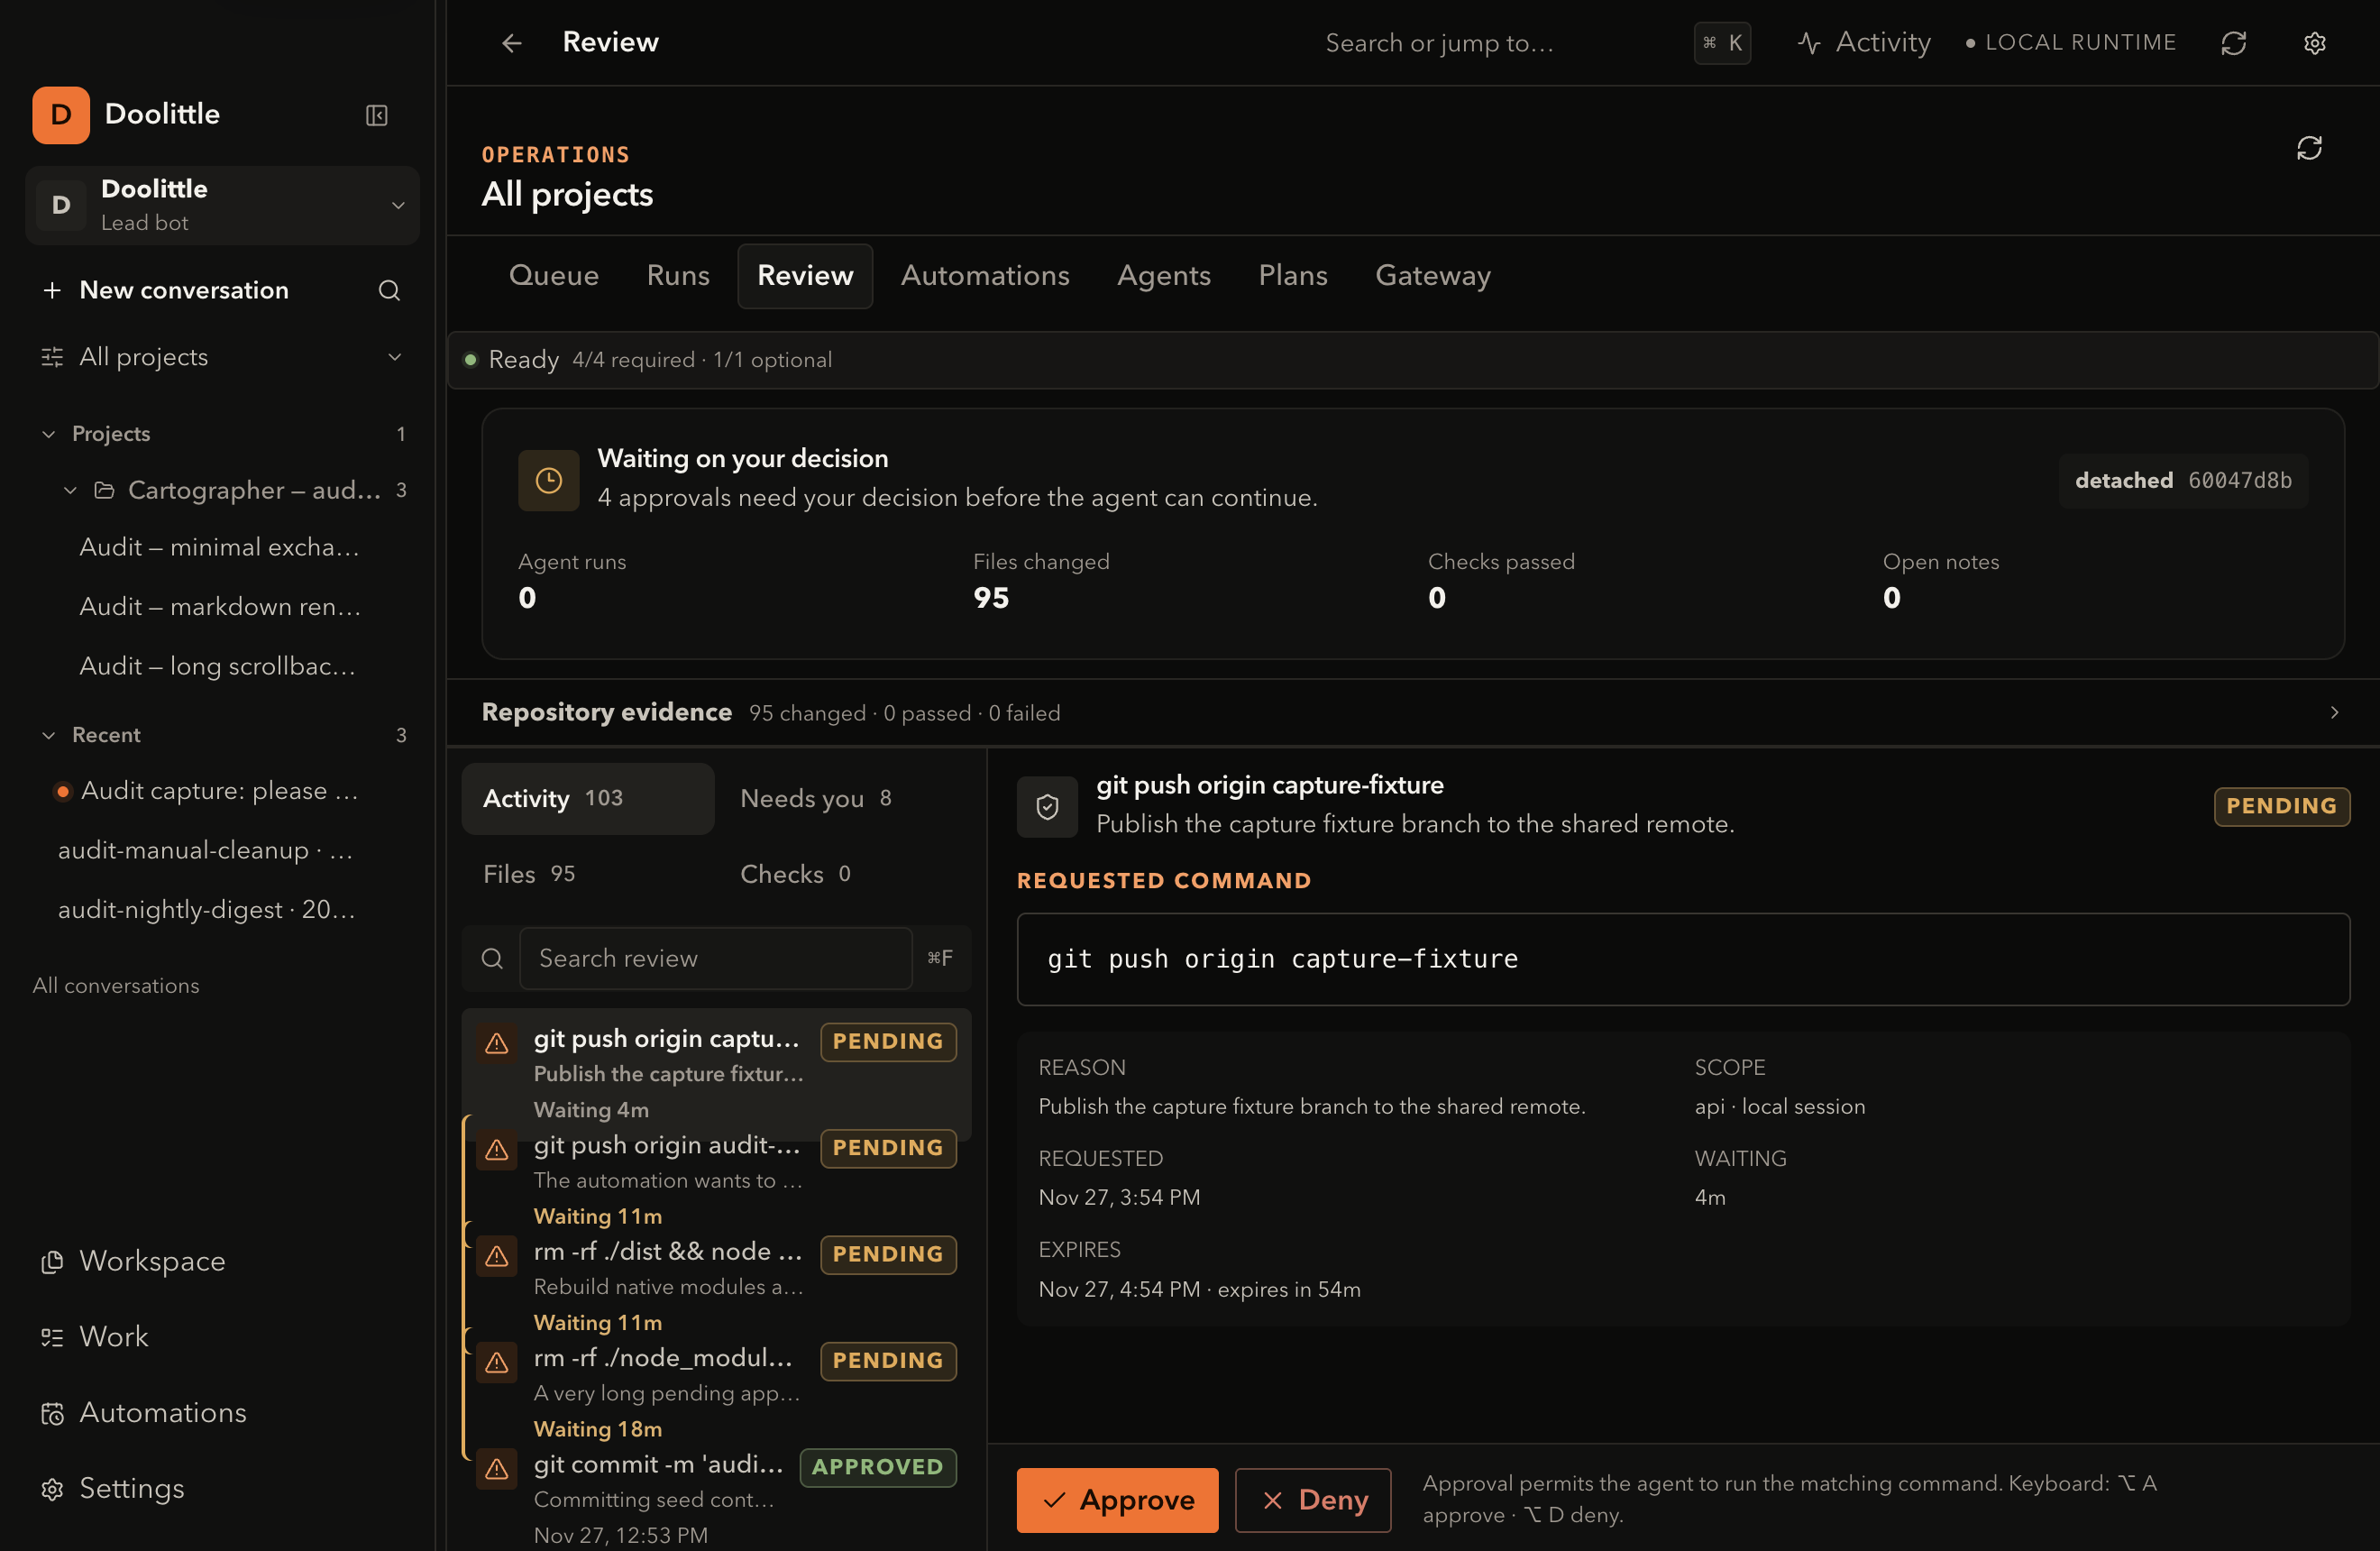 Review
Search or jump to…
⌘ K
Activity
LOCAL RUNTIME
D
Doolittle
D
Doolittle
Lead bot
New conversation
All projects
Projects 1
Cartographer – aud… 3
Audit – minimal excha…
Audit – markdown ren…
Audit – long scrollbac…
Recent 3
Audit capture: please …
audit-manual-cleanup · …
audit-nightly-digest · 20…
All conversations
Workspace
Work
Automations
Settings
OPERATIONS
All projects
Queue Runs Review Automations Agents Plans Gateway
Ready 4/4 required · 1/1 optional
Waiting on your decision
4 approvals need your decision before the agent can continue.
detached 60047d8b
Agent runs Files changed Checks passed Open notes
0 95 0 0
Repository evidence 95 changed · 0 passed · 0 failed
Activity 103 Needs you 8
Files 95 Checks 0
Search review ⌘F
git push origin captu… PENDING
Publish the capture fixtur…
Waiting 4m
git push origin audit-… PENDING
The automation wants to …
Waiting 11m
rm -rf ./dist && node … PENDING
Rebuild native modules a…
Waiting 11m
rm -rf ./node_modul… PENDING
A very long pending app…
Waiting 18m
git commit -m 'audi… APPROVED
Committing seed cont…
Nov 27, 12:53 PM
git push origin capture-fixture
Publish the capture fixture branch to the shared remote.
PENDING
REQUESTED COMMAND
git push origin capture-fixture
REASON
Publish the capture fixture branch to the shared remote.
SCOPE
api · local session
REQUESTED
Nov 27, 3:54 PM
WAITING
4m
EXPIRES
Nov 27, 4:54 PM · expires in 54m
Approve
Deny
Approval permits the agent to run the matching command. Keyboard: ⌥ A
approve · ⌥ D deny.